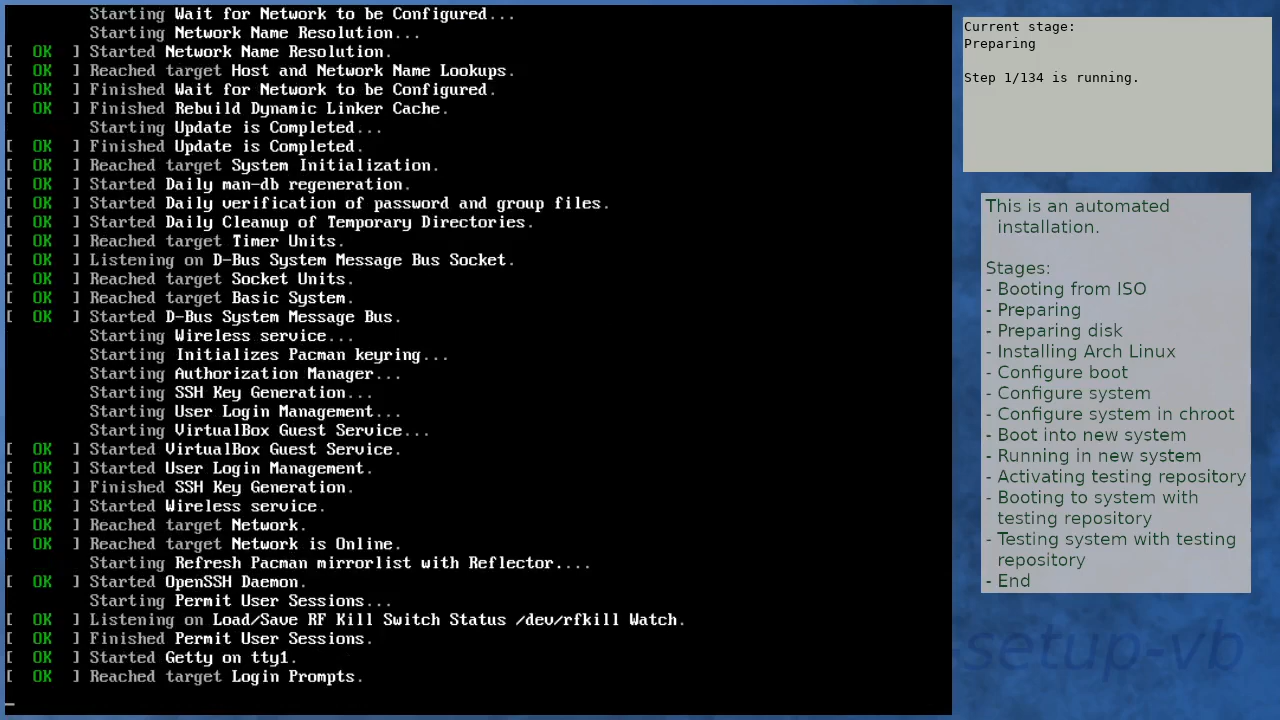 Starting Wait for Network to be Configured...
Starting Network Name Resolution...
[  OK  ] Started Network Name Resolution.
[  OK  ] Reached target Host and Network Name Lookups.
[  OK  ] Finished Wait for Network to be Configured.
[  OK  ] Finished Rebuild Dynamic Linker Cache.
Starting Update is Completed...
[  OK  ] Finished Update is Completed.
[  OK  ] Reached target System Initialization.
[  OK  ] Started Daily man-db regeneration.
[  OK  ] Started Daily verification of password and group files.
[  OK  ] Started Daily Cleanup of Temporary Directories.
[  OK  ] Reached target Timer Units.
[  OK  ] Listening on D-Bus System Message Bus Socket.
[  OK  ] Reached target Socket Units.
[  OK  ] Reached target Basic System.
[  OK  ] Started D-Bus System Message Bus.
Starting Wireless service...
Starting Initializes Pacman keyring...
Starting Authorization Manager...
Starting SSH Key Generation...
Starting User Login Management...
Starting VirtualBox Guest Service...
[  OK  ] Started VirtualBox Guest Service.
[  OK  ] Started User Login Management.
[  OK  ] Finished SSH Key Generation.
[  OK  ] Started Wireless service.
[  OK  ] Reached target Network.
[  OK  ] Reached target Network is Online.
Starting Refresh Pacman mirrorlist with Reflector....
[  OK  ] Started OpenSSH Daemon.
Starting Permit User Sessions...
[  OK  ] Listening on Load/Save RF Kill Switch Status /dev/rfkill Watch.
[  OK  ] Finished Permit User Sessions.
[  OK  ] Started Getty on tty1.
[  OK  ] Reached target Login Prompts.
_
Current stage:
Preparing
Step 1/134 is running.
This is an automated
installation.
Stages:
- Booting from ISO
- Preparing
- Preparing disk
- Installing Arch Linux
- Configure boot
- Configure system
- Configure system in chroot
- Boot into new system
- Running in new system
- Activating testing repository
- Booting to system with
testing repository
- Testing system with testing
repository
- End
-setup-vb